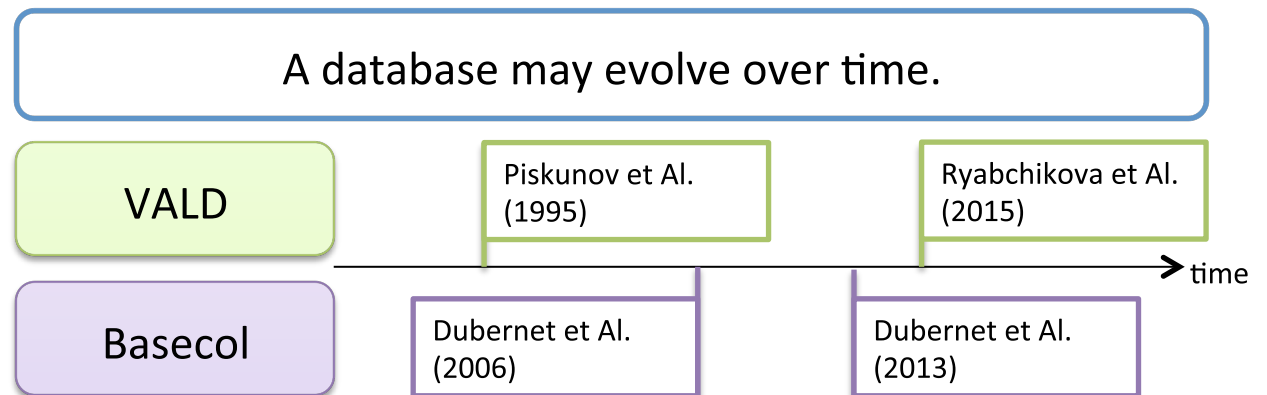 A database may evolve over time.
VALD
Piskunov et Al.
(1995)
Ryabchikova et Al.
(2015)
time
Basecol
Dubernet et Al.
(2006)
Dubernet et Al.
(2013)